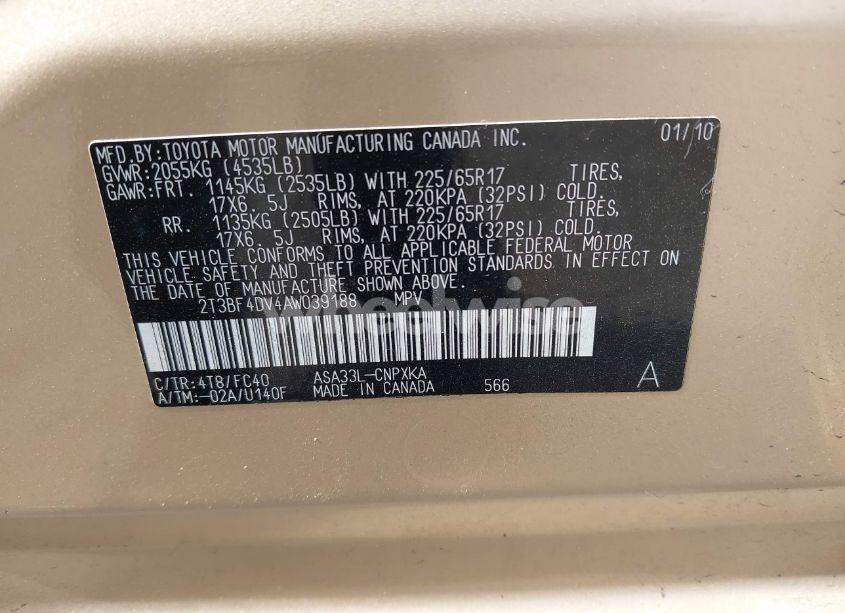 01/10
MFD.BY:TOYOTA MOTOR MANUFACTURING CANADA INC.
GVWR:2055KG (4535LB)
GAWR:FRT. 1145KG (2535LB) WITH 225/65R17 TIRES,
17X6. 5J RIMS, AT 220KPA (32PSI) COLD.
RR. 1135KG (2505LB) WITH 225/65R17 TIRES,
17X6. 5J RIMS, AT 220KPA (32PSI) COLD.
THIS VEHICLE CONFORMS TO ALL APPLICABLE FEDERAL MOTOR
VEHICLE SAFETY AND THEFT PREVENTION STANDARDS IN EFFECT ON
THE DATE OF MANUFACTURE SHOWN ABOVE.
2T3BF4DV4AW039188 MPV
wheelwise
C/TR:4T8/FC40 ASA33L-CNPXKA
A/TM:-02A/U140F MADE IN CANADA 566 A